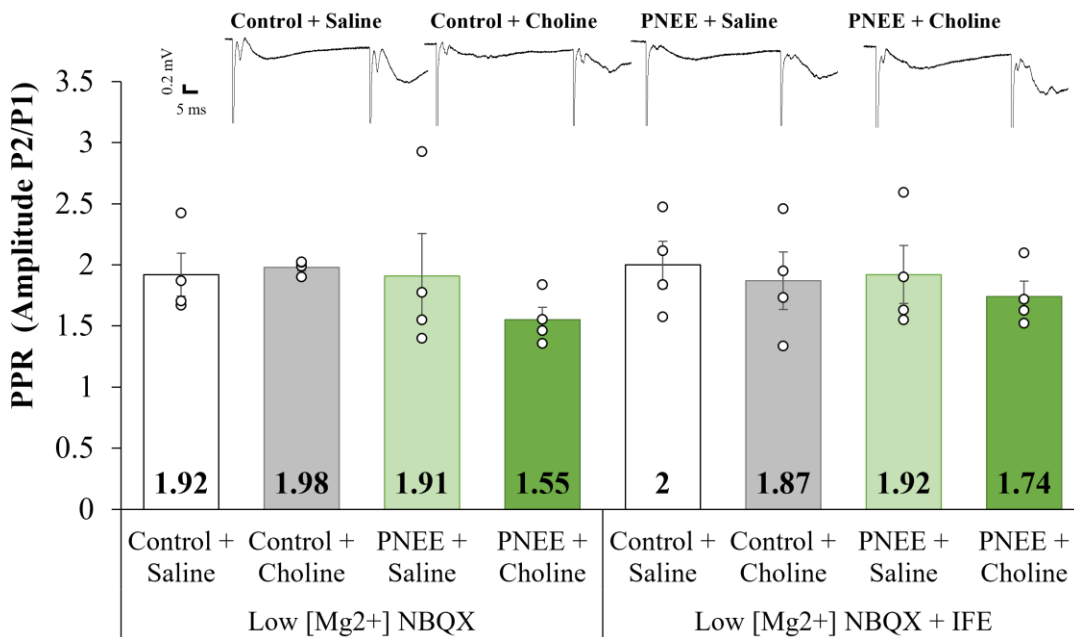 Control + Saline
Control + Choline
PNEE + Saline
PNEE + Choline
0.2 mV
5 ms
PPR (Amplitude P2/P1)
3.5
3
2.5
2
1.5
1
0.5
0
1.92
1.98
1.91
1.55
2
1.87
1.92
1.74
Control +
Saline
Control +
Choline
PNEE +
Saline
PNEE +
Choline
Control +
Saline
Control +
Choline
PNEE +
Saline
PNEE +
Choline
Low [Mg2+] NBQX
Low [Mg2+] NBQX + IFE